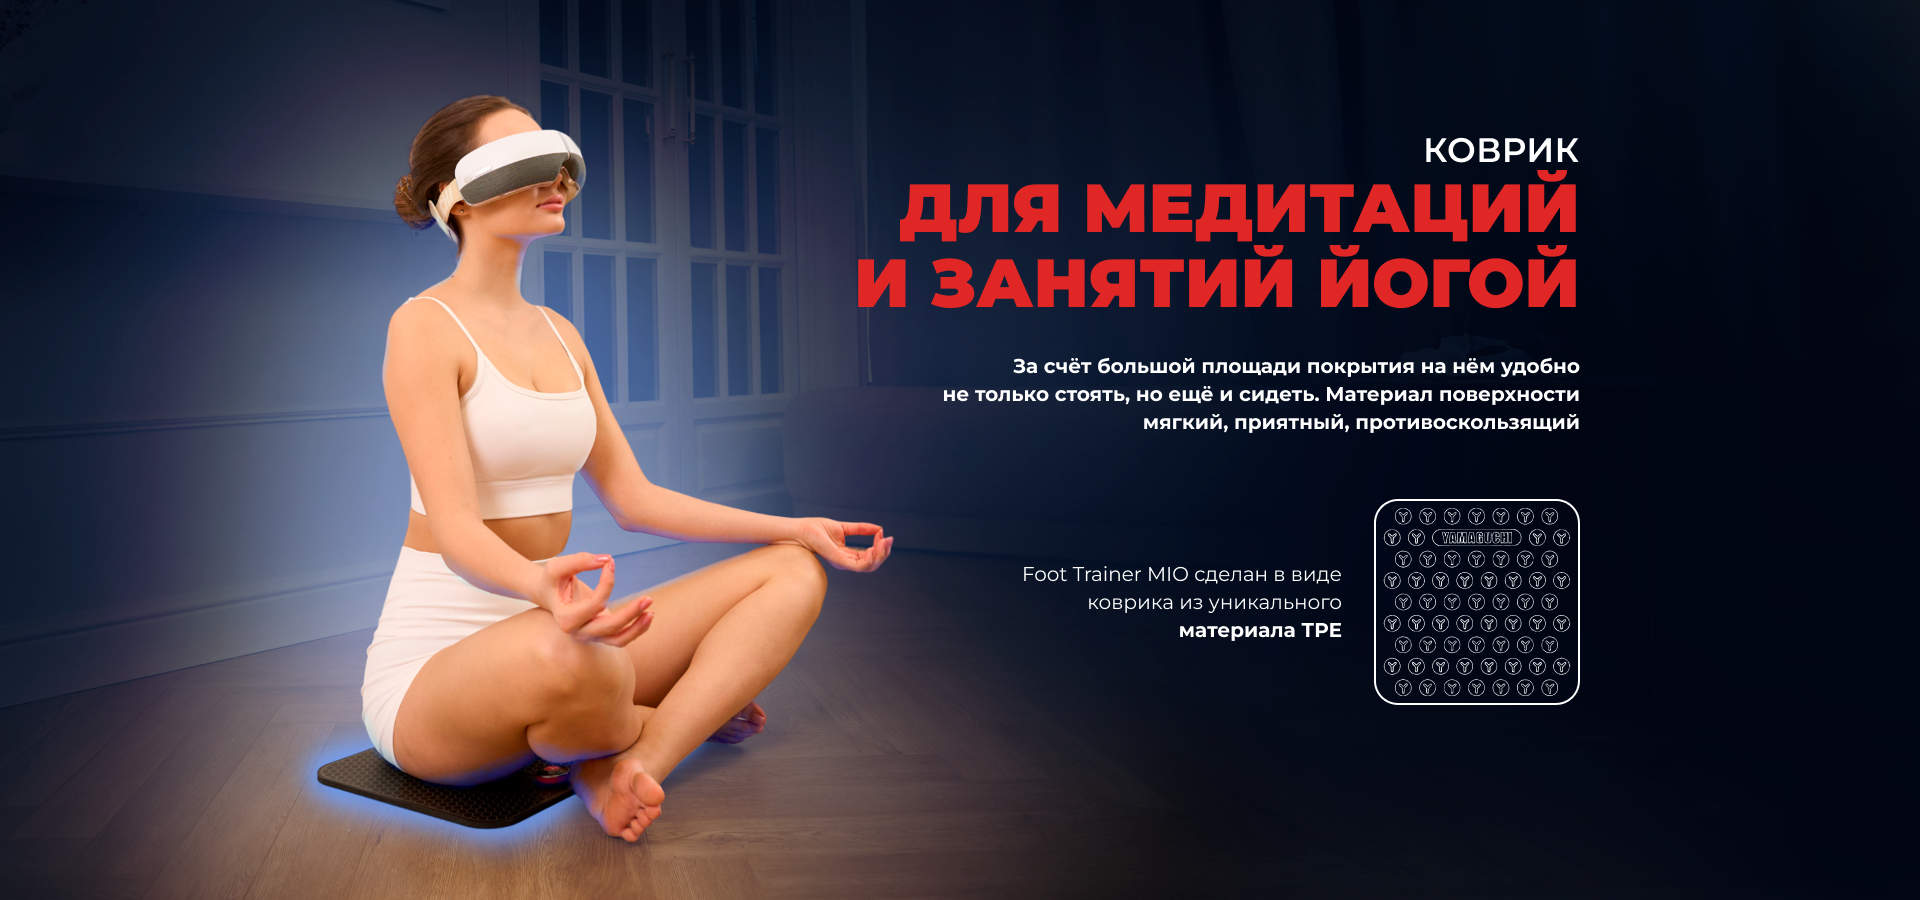 КОВРИК
ДЛЯ МЕДИТАЦИЙ
И ЗАНЯТИЙ ЙОГОЙ
За счёт большой площади покрытия на нём удобно
не только стоять, но ещё и сидеть. Материал поверхности
мягкий, приятный, противоскользящий
Foot Trainer MIO сделан в виде
коврика из уникального
материала TPE
YAMAGUCHI